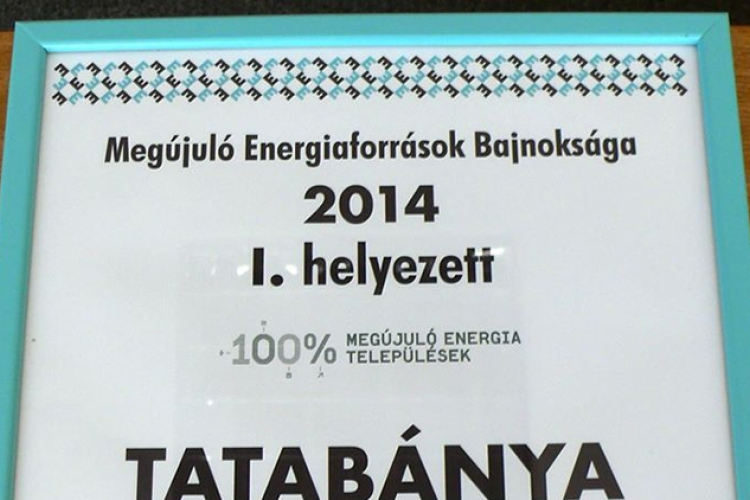 Megújuló Energiaforrások Bajnoksága
2014
I. helyezett
100% MEGÚJULÓ ENERGIA
TELEPÜLÉSEK
TATABÁNYA